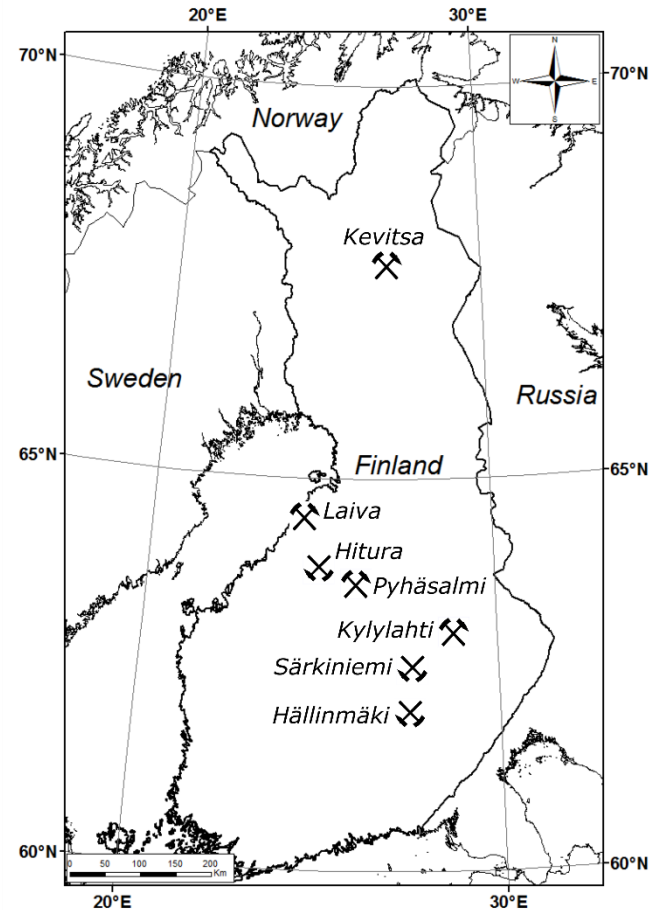 20°E 30°E
70°N 70°N
N
W E
S
Norway
Kevitsa
Sweden
Russia
65°N 65°N
Finland
Laiva
Hitura
Pyhäsalmi
Kylylahti
Särkiniemi
Hällinmäki
60°N 60°N
0 50 100 150 200
Km
20°E 30°E